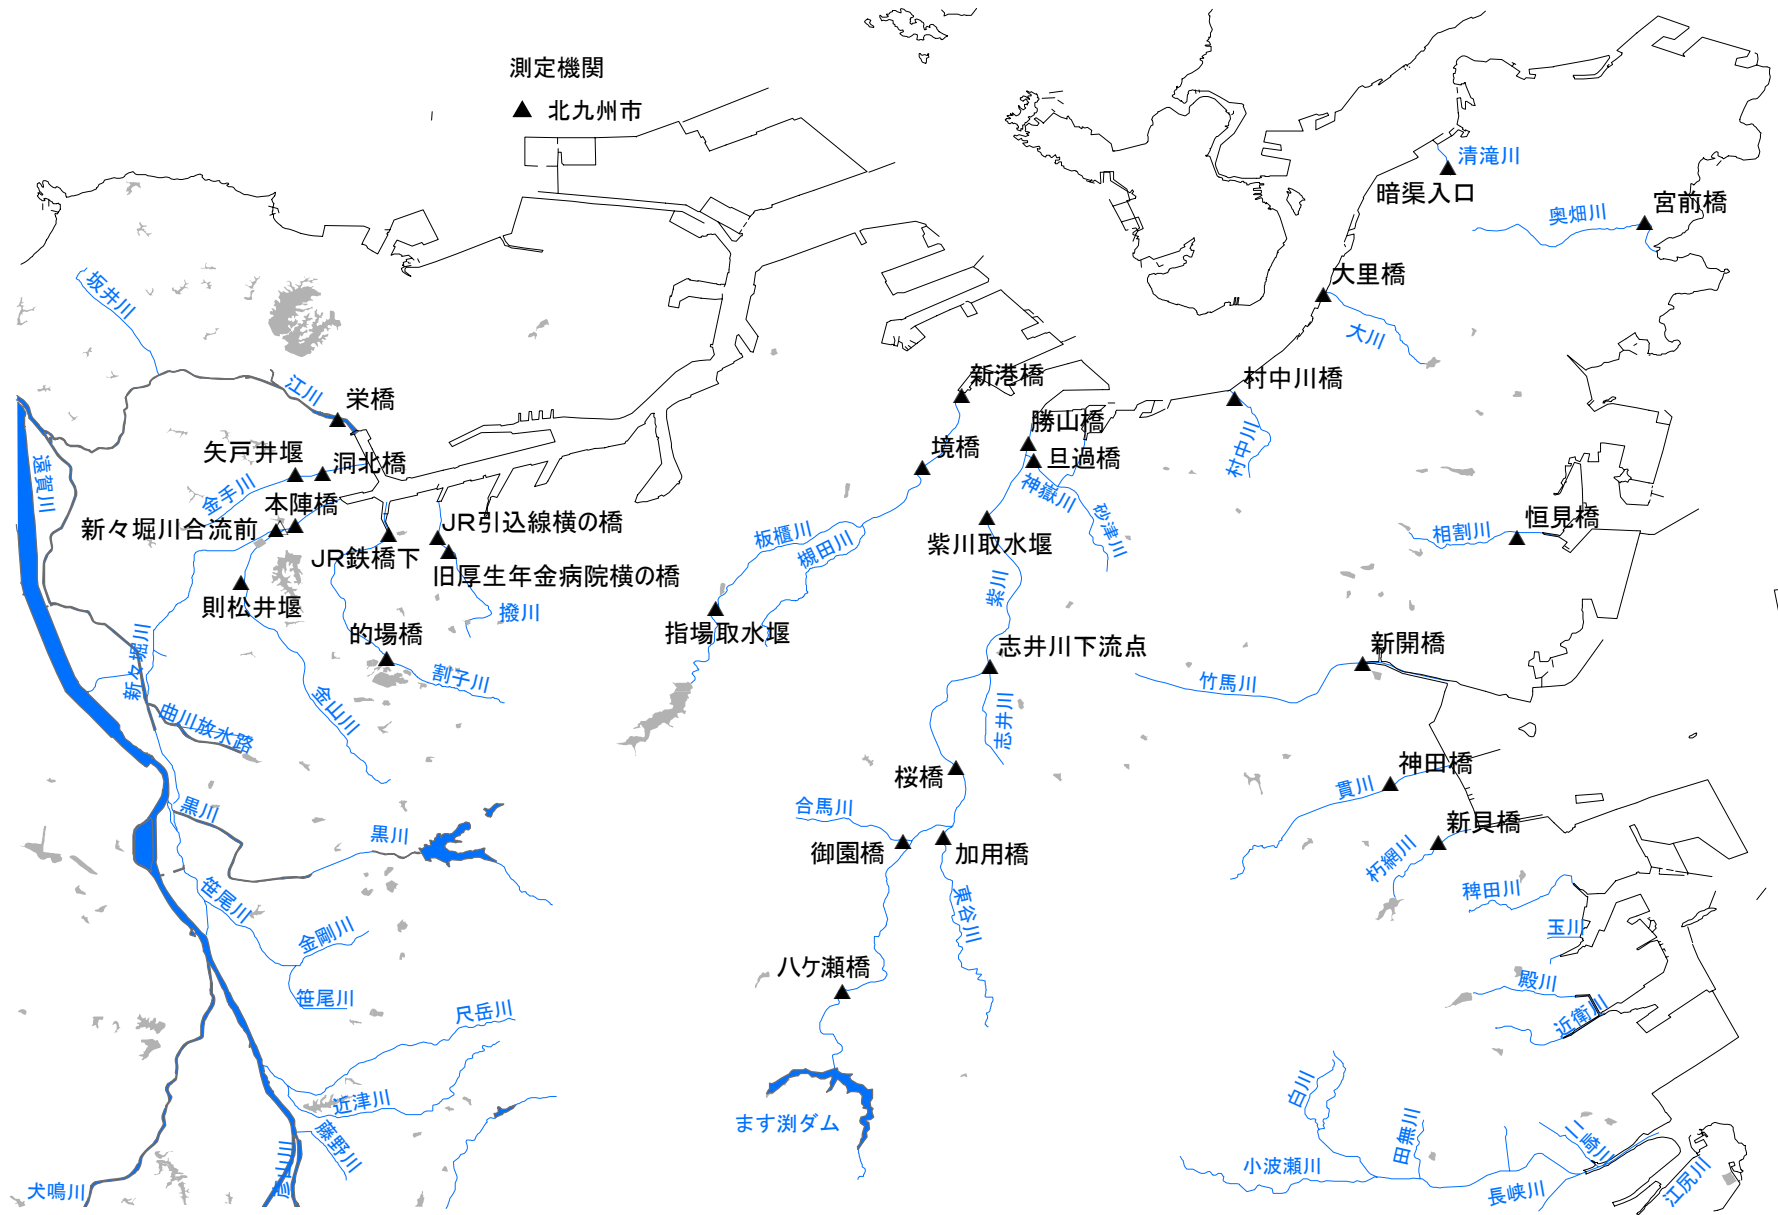 測定機関
▲ 北九州市
清滝川
暗渠入口
奥畑川
宮前橋
大里橋
大川
坂井川
江川
栄橋
新港橋
村中川橋
村中川
勝山橋
旦過橋
境橋
神嶽川
砂津川
矢戸井堰
洞北橋
金手川
遠賀川
本陣橋
新々堀川合流前
JR引込線横の橋
JR鉄橋下
旧厚生年金病院横の橋
撥川
板櫃川
槻田川
紫川取水堰
紫川
相割川
恒見橋
則松井堰
的場橋
割子川
指場取水堰
志井川下流点
志井川
新開橋
竹馬川
新々堀川
金山川
曲川放水路
桜橋
神田橋
貫川
黒川
黒川
合馬川
御園橋
加用橋
新貝橋
朽網川
笹尾川
金剛川
東谷川
稗田川
玉川
笹尾川
八ケ瀬橋
殿川
近衛川
尺岳川
近津川
藤野川
ます渕ダム
白川
田無川
二崎川
小波瀬川
長峡川
江尻川
犬鳴川
彦山川